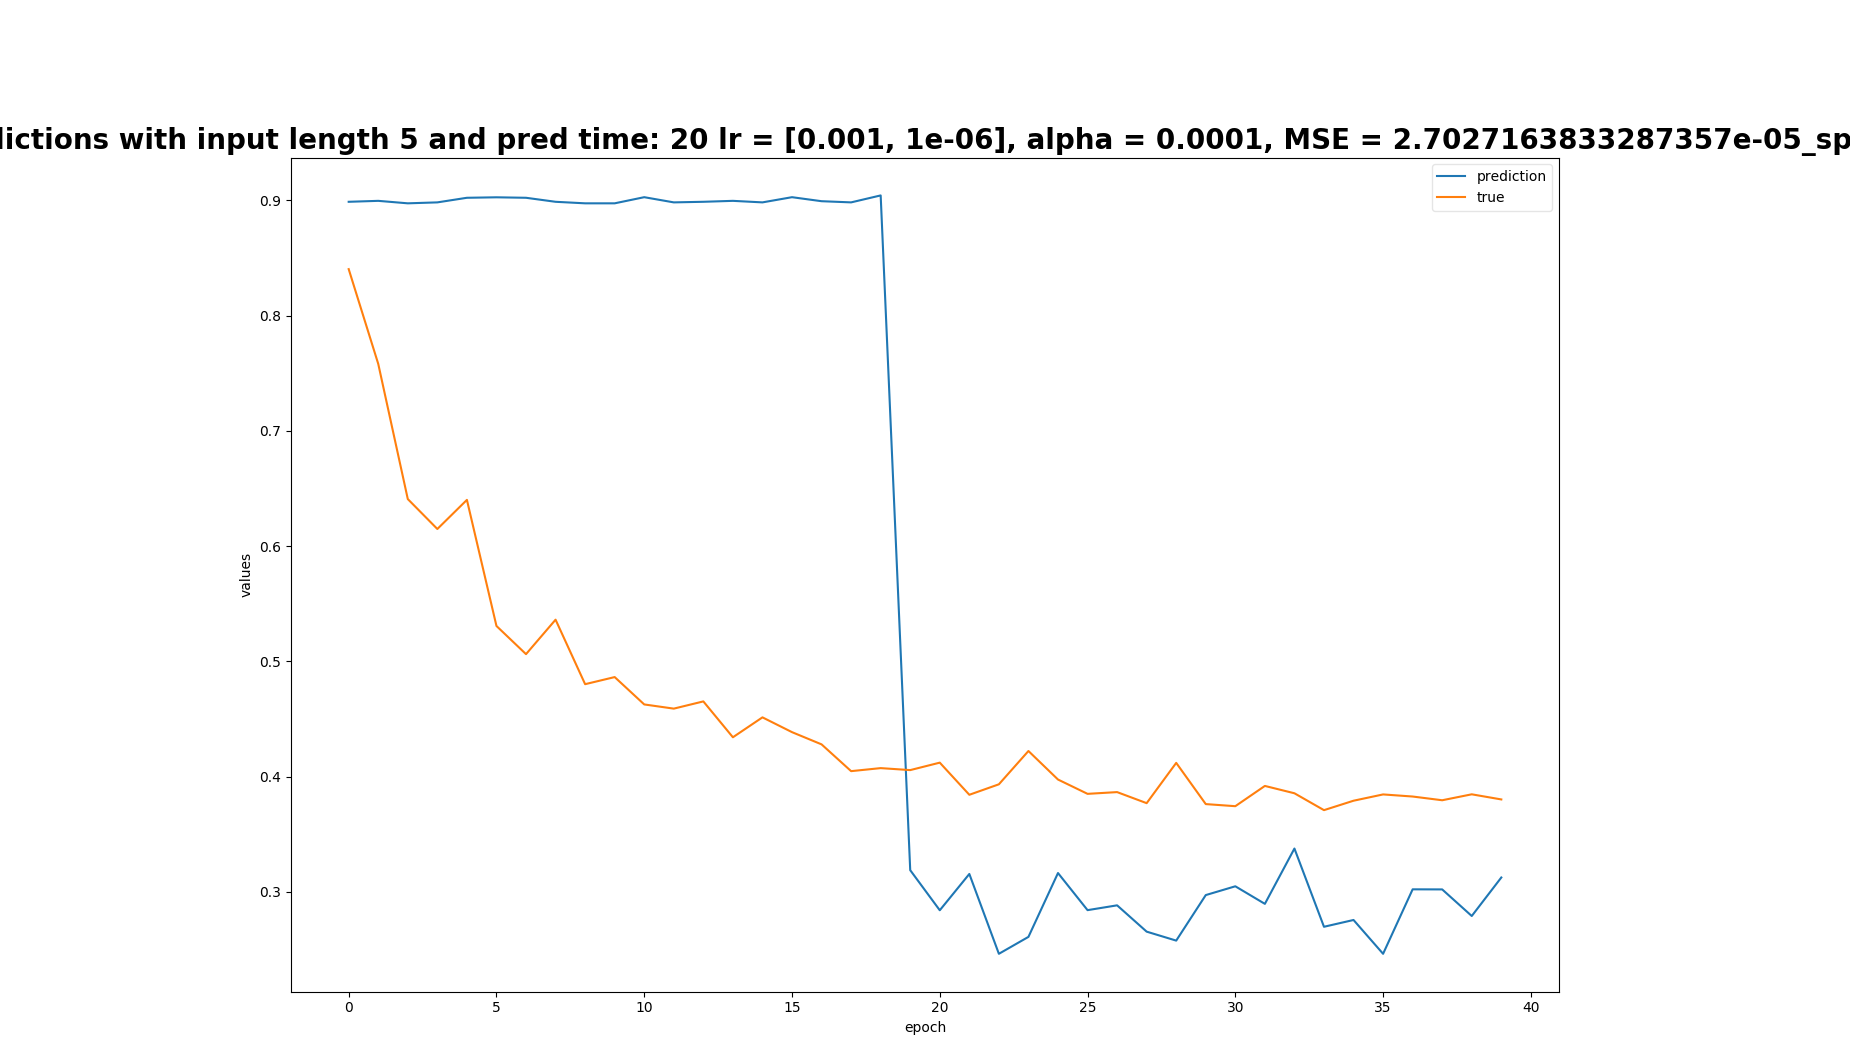 dictions with input length 5 and pred time: 20 lr = [0.001, 1e-06], alpha = 0.0001, MSE = 2.7027163833287357e-05_sp
prediction
true
0.9
0.8
0.7
0.6
0.5
0.4
0.3
values
0 5 10 15 20 25 30 35 40
epoch